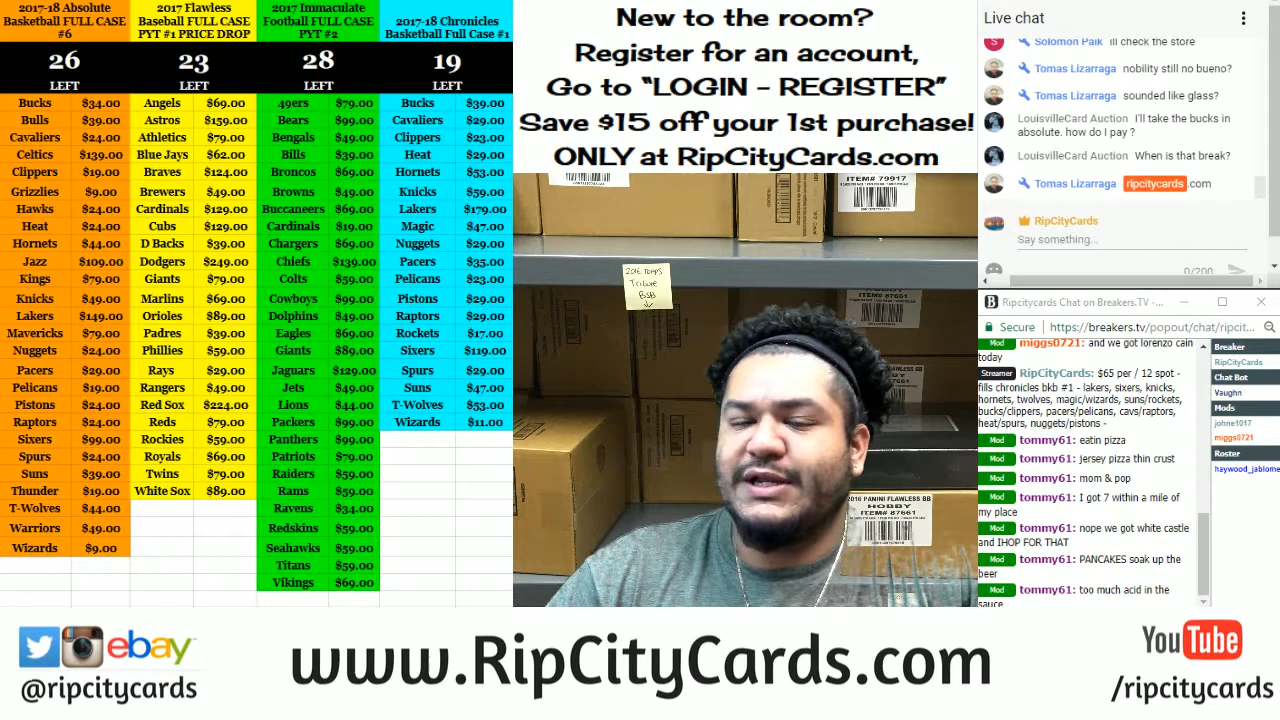 2017-18 Absolute
Basketball FULL CASE
#6
26
LEFT
Bucks $34.00
Bulls $39.00
Cavaliers $24.00
Celtics $139.00
Clippers $19.00
Grizzlies $9.00
Hawks $24.00
Heat $24.00
Hornets $44.00
Jazz $109.00
Kings $79.00
Knicks $49.00
Lakers $149.00
Mavericks $79.00
Nuggets $24.00
Pacers $29.00
Pelicans $19.00
Pistons $24.00
Raptors $24.00
Sixers $99.00
Spurs $24.00
Suns $39.00
Thunder $19.00
T-Wolves $44.00
Warriors $49.00
Wizards $9.00
2017 Flawless
Baseball FULL CASE
PYT #1 PRICE DROP
23
LEFT
Angels $69.00
Astros $159.00
Athletics $79.00
Blue Jays $62.00
Braves $124.00
Brewers $49.00
Cardinals $129.00
Cubs $129.00
D Backs $39.00
Dodgers $249.00
Giants $79.00
Marlins $69.00
Orioles $89.00
Padres $39.00
Phillies $59.00
Rays $29.00
Rangers $49.00
Red Sox $224.00
Reds $79.00
Rockies $59.00
Royals $69.00
Twins $79.00
White Sox $89.00
2017 Immaculate
Football FULL CASE
PYT #2
28
LEFT
49ers $79.00
Bears $99.00
Bengals $49.00
Bills $39.00
Broncos $69.00
Browns $49.00
Buccaneers $69.00
Cardinals $19.00
Chargers $69.00
Chiefs $139.00
Colts $59.00
Cowboys $99.00
Dolphins $49.00
Eagles $69.00
Giants $89.00
Jaguars $129.00
Jets $49.00
Lions $44.00
Packers $99.00
Panthers $99.00
Patriots $79.00
Raiders $59.00
Rams $59.00
Ravens $34.00
Redskins $59.00
Seahawks $59.00
Titans $59.00
Vikings $69.00
2017-18 Chronicles
Basketball Full Case #1
19
LEFT
Bucks $39.00
Cavaliers $29.00
Clippers $23.00
Heat $29.00
Hornets $53.00
Knicks $59.00
Lakers $179.00
Magic $47.00
Nuggets $29.00
Pacers $35.00
Pelicans $23.00
Pistons $29.00
Raptors $29.00
Rockets $17.00
Sixers $119.00
Spurs $29.00
Suns $47.00
T-Wolves $53.00
Wizards $11.00
New to the room?
Register for an account,
Go to “LOGIN - REGISTER”
Save $15 off your 1st purchase!
ONLY at RipCityCards.com
ITEM# 79917
2016 TOPPS
Tribute
BSB
ITEM# 87661
2016 PANINI FLAWLESS BB
HOBBY
ITEM# 87661
Live chat
Solomon Paik ill check the store
Tomas Lizarraga nobility still no bueno?
Tomas Lizarraga sounded like glass?
LouisvilleCard Auction I'll take the bucks in
absolute. how do I pay ?
LouisvilleCard Auction When is that break?
Tomas Lizarraga ripcitycards.com
RipCityCards
Say something...
0/200
Ripcitycards Chat on Breakers.TV -...
Secure https://breakers.tv/popout/chat/ripcit...
Mod miggs0721: and we got lorenzo cain
today
Streamer RipCityCards: $65 per / 12 spot -
fills chronicles bkb #1 - lakers, sixers, knicks,
hornets, twolves, magic/wizards, suns/rockets,
bucks/clippers, pacers/pelicans, cavs/raptors,
heat/spurs, nuggets/pistons -
Mod tommy61: eatin pizza
Mod tommy61: jersey pizza thin crust
Mod tommy61: mom & pop
Mod tommy61: I got 7 within a mile of
my place
Mod tommy61: nope we got white castle
and IHOP FOR THAT
Mod tommy61: PANCAKES soak up the
beer
Mod tommy61: too much acid in the
sauce
Breaker
RipCityCards
Chat Bot
Vaughn
Mods
johne1017
miggs0721
Roster
haywood_jablome
ebay
@ripcitycards
www.RipCityCards.com
YouTube
/ripcitycards